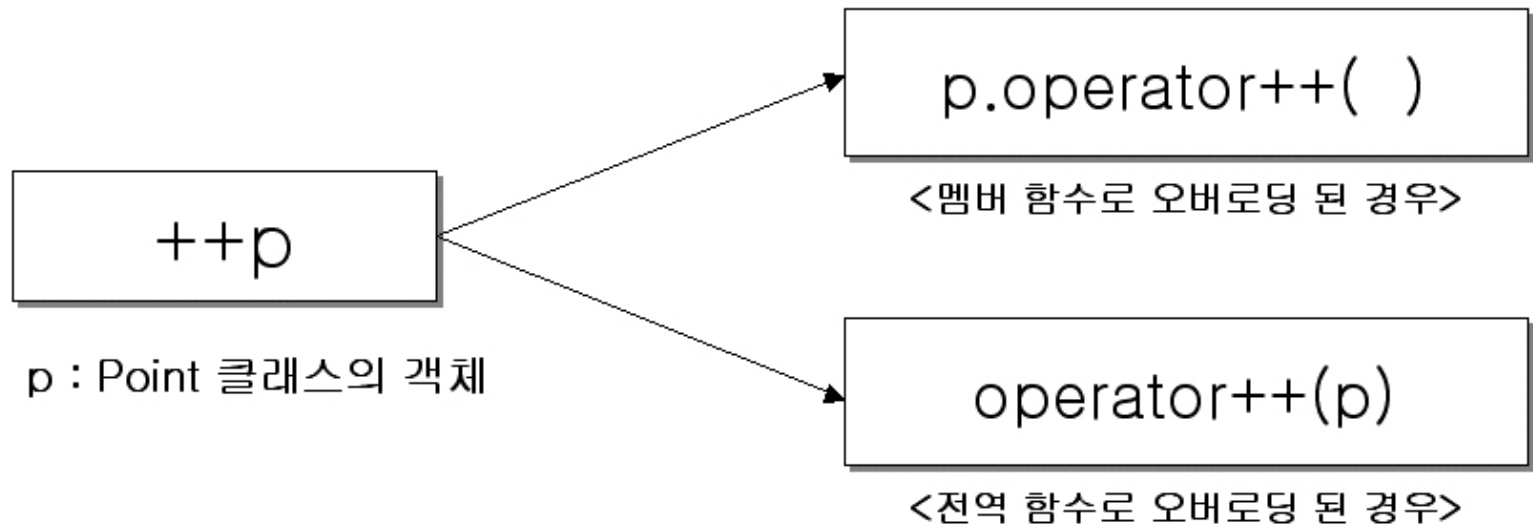 ++p
p : Point 클래스의 객체
p.operator++( )
<멤버 함수로 오버로딩 된 경우>
operator++(p)
<전역 함수로 오버로딩 된 경우>